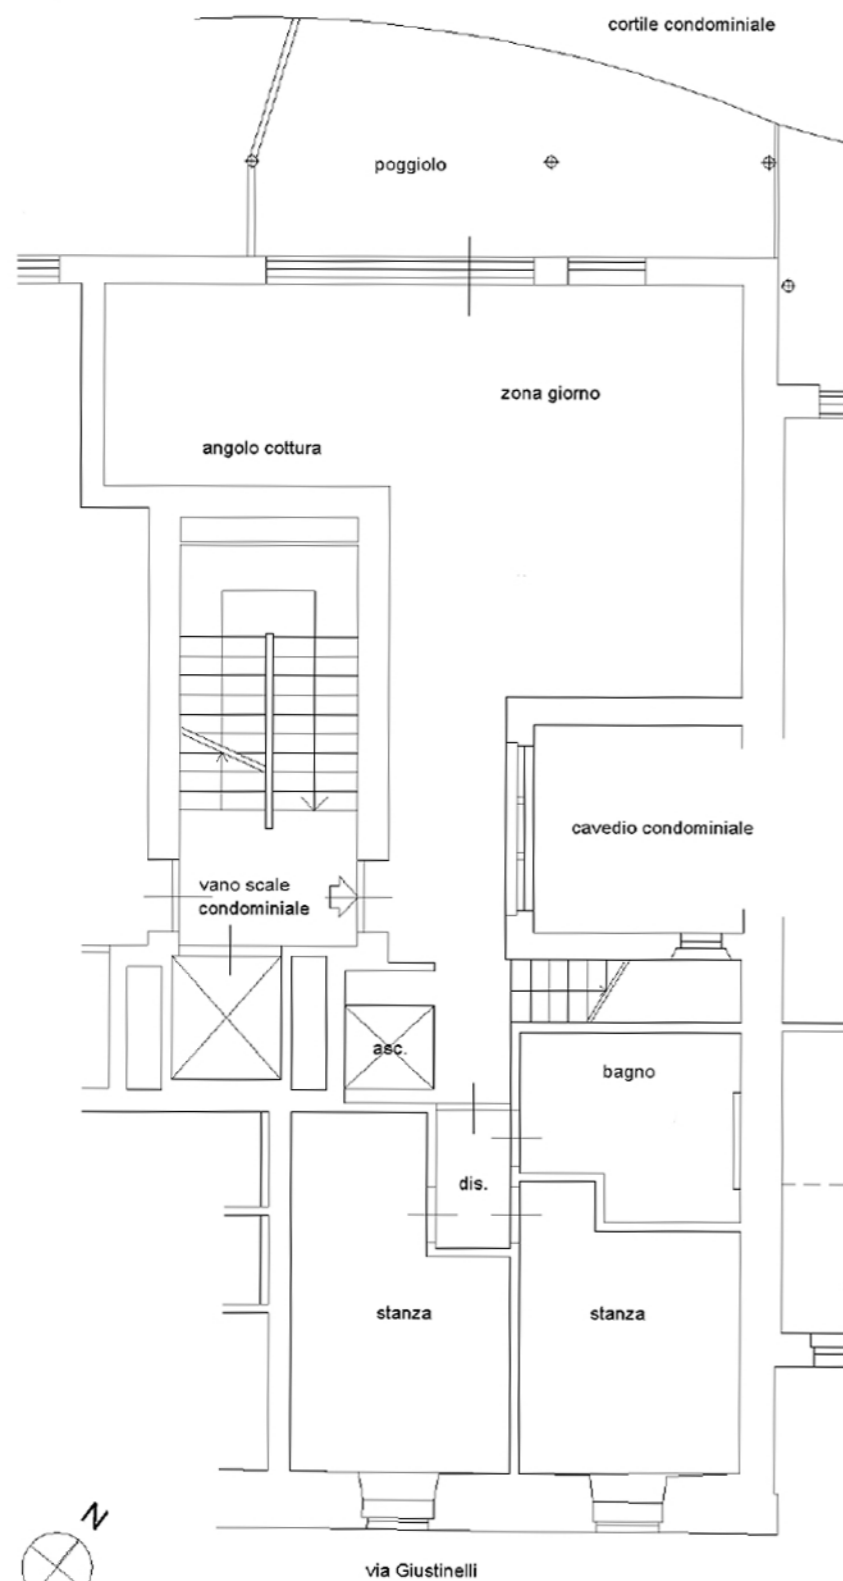 cortile condominiale
poggiolo
zona giorno
angolo cottura
cavedio condominiale
vano scale
condominiale
asc.
bagno
dis.
stanza
stanza
N
via Giustinelli